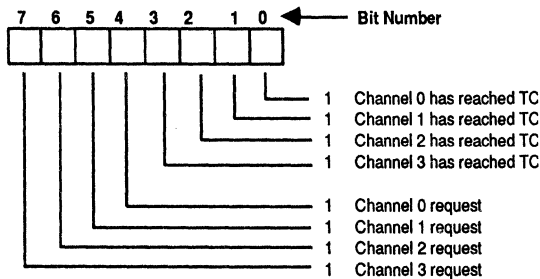 7 6 5 4 3 2 1 0 Bit Number
1 Channel 0 has reached TC
1 Channel 1 has reached TC
1 Channel 2 has reached TC
1 Channel 3 has reached TC
1 Channel 0 request
1 Channel 1 request
1 Channel 2 request
1 Channel 3 request